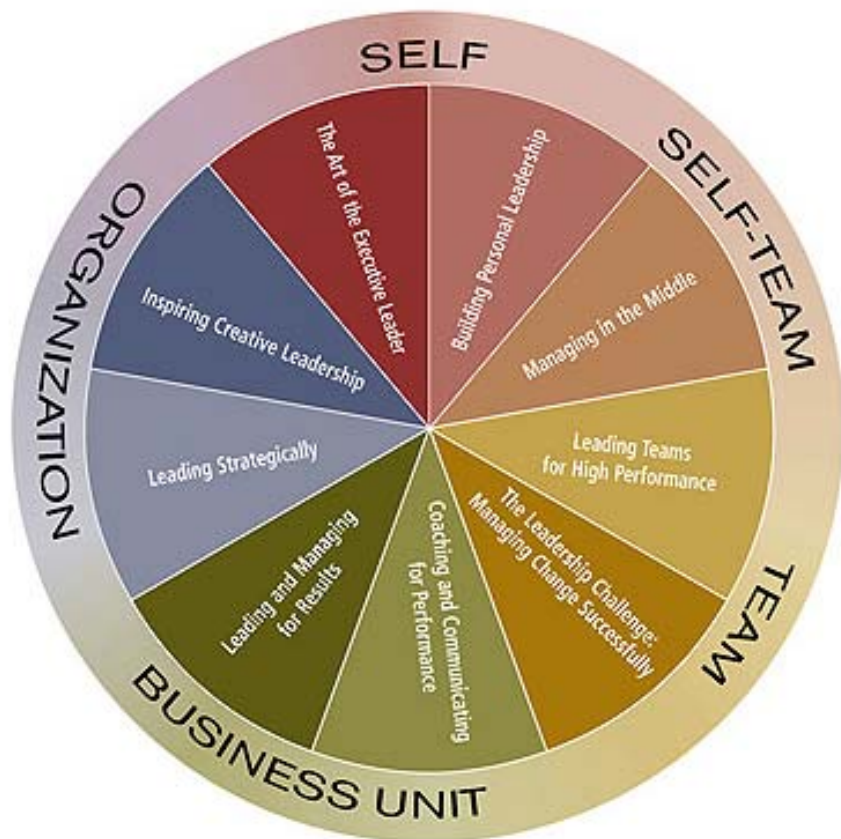 SELF
SELF-TEAM
TEAM
BUSINESS UNIT
ORGANIZATION
Building Personal Leadership
Managing in the Middle
Leading Teams
for High Performance
The Leadership Challenge:
Managing Change Successfully
Coaching and Communicating
for Performance
Leading and Managing
for Results
Leading Strategically
Inspiring Creative Leadership
The Art of the Executive Leader